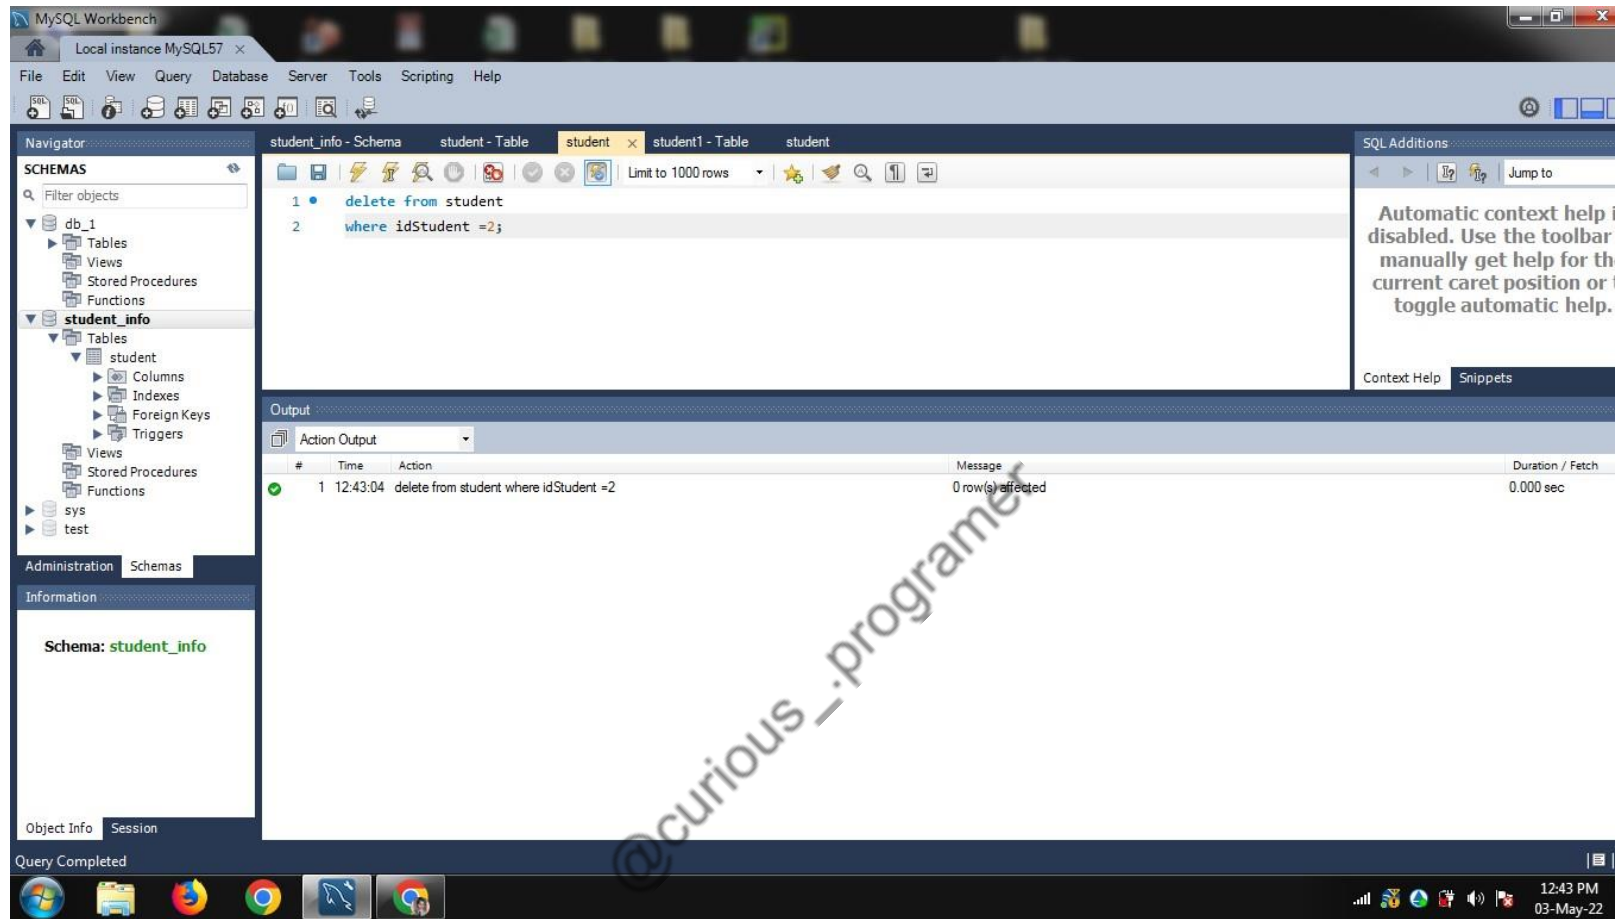 MySQL Workbench
Local instance MySQL57
File Edit View Query Database Server Tools Scripting Help
Navigator
SCHEMAS
Filter objects
db_1
Tables
Views
Stored Procedures
Functions
student_info
Tables
student
Columns
Indexes
Foreign Keys
Triggers
Views
Stored Procedures
Functions
sys
test
Administration Schemas
Information
Schema: student_info
Object Info Session
student_info - Schema student - Table student student1 - Table student
Limit to 1000 rows
1 delete from student
2 where idStudent =2;
SQL Additions
Jump to
Automatic context help
disabled. Use the toolbar
manually get help for
current caret position or
toggle automatic help.
Context Help Snippets
Output
Action Output
# Time Action Message Duration / Fetch
1 12:43:04 delete from student where idStudent =2 0 row(s) affected 0.000 sec
@curious_.programer
Query Completed
12:43 PM
03-May-22